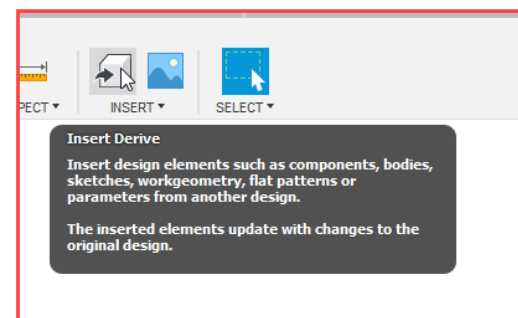 PECT ▾ INSERT ▾ SELECT ▾
Insert Derive
Insert design elements such as components, bodies,
sketches, workgeometry, flat patterns or
parameters from another design.
The inserted elements update with changes to the
original design.